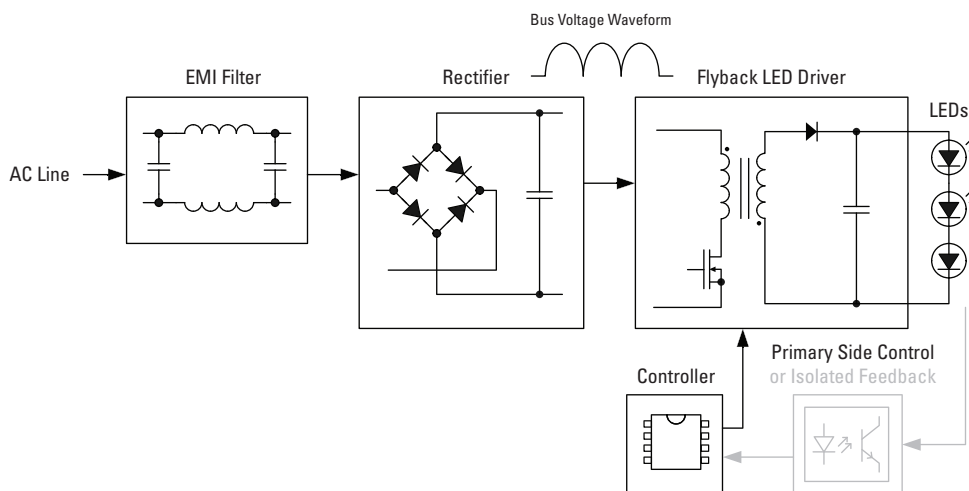 Bus Voltage Waveform
EMI Filter
Rectifier
Flyback LED Driver
LEDs
AC Line
Primary Side Control
or Isolated Feedback
Controller